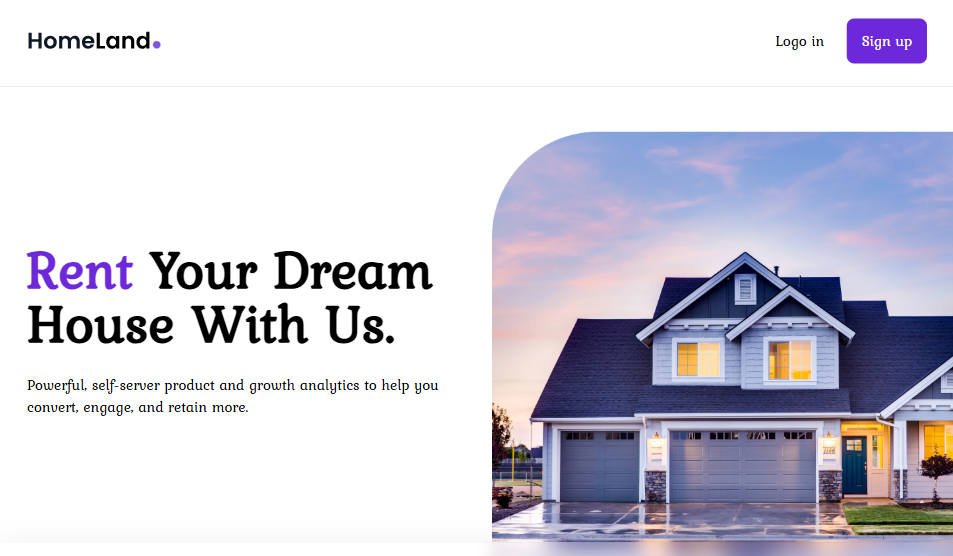 HomeLand.
Logo in
Sign up
Rent Your Dream
House With Us.
Powerful, self-server product and growth analytics to help you
convert, engage, and retain more.